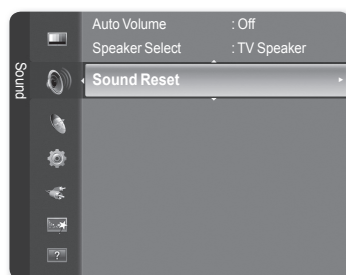 Sound
Auto Volume : Off
Speaker Select : TV Speaker
Sound Reset
?